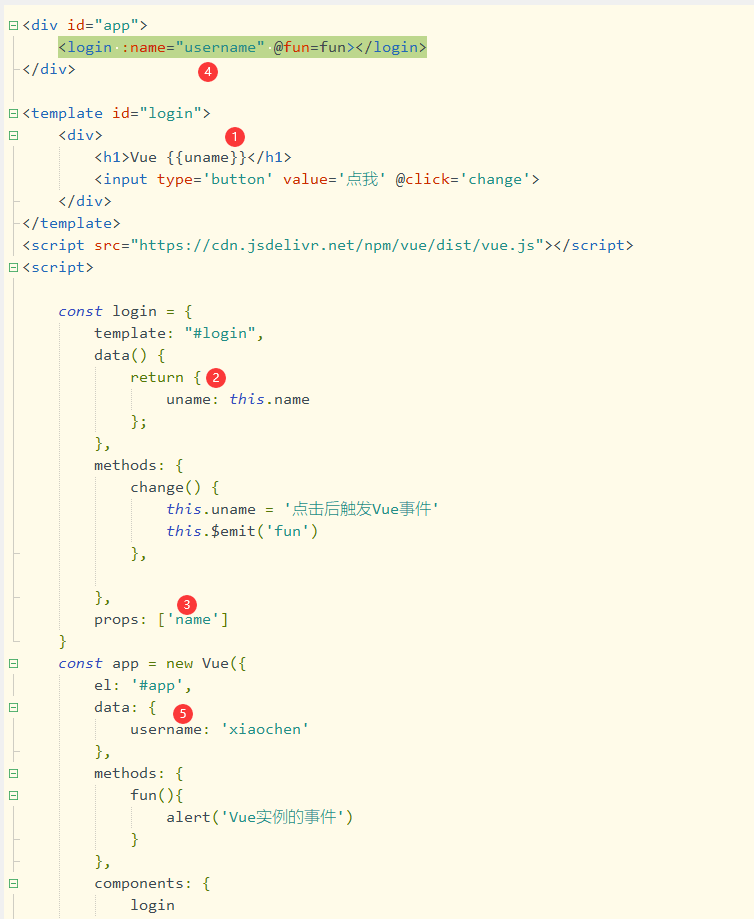 <div id="app">
    <login :name="username" @fun=fun></login>
</div>
4
<template id="login">
    <div>
1
        <h1>Vue {{uname}}</h1>
        <input type='button' value='点我' @click='change'>
    </div>
</template>
<script src="https://cdn.jsdelivr.net/npm/vue/dist/vue.js"></script>
<script>
    const login = {
        template: "#login",
        data() {
            return { 2
                uname: this.name
            };
        },
        methods: {
            change() {
                this.uname = '点击后触发Vue事件'
                this.$emit('fun')
            },
        },
3
        props: ['name']
    }
    const app = new Vue({
        el: '#app',
        data: {
5
            username: 'xiaochen'
        },
        methods: {
            fun(){
                alert('Vue实例的事件')
            }
        },
        components: {
            login